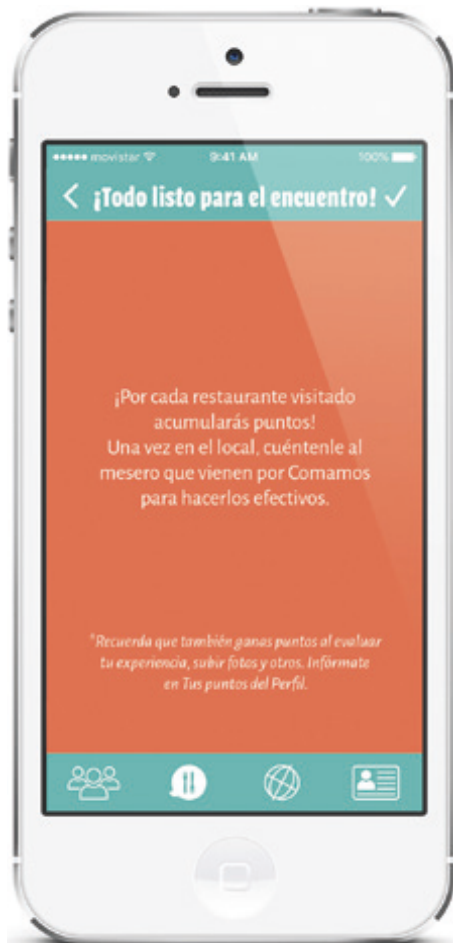 movistar 9:41 AM 100%
¡Todo listo para el encuentro!
¡Por cada restaurante visitado
acumularás puntos!
Una vez en el local, cuéntenle al
mesero que vienen por Comamos
para hacerlos efectivos.
*Recuerda que también ganas puntos al evaluar
tu experiencia, subir fotos y otros. Infórmate
en Tus puntos del Perfil.